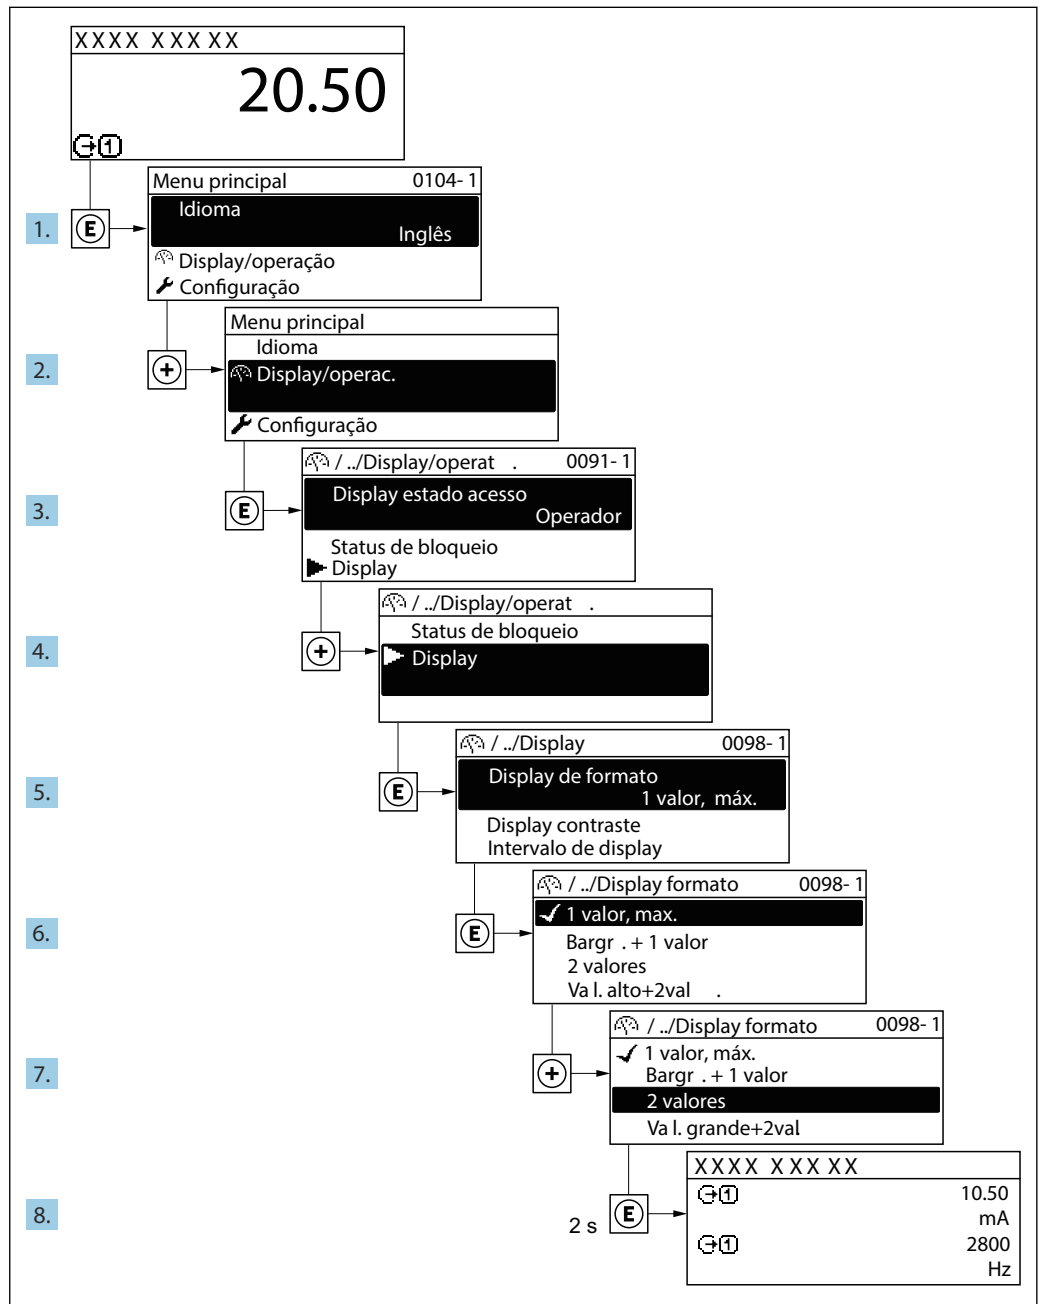 XXXX XXX XX
20.50
1
Menu principal 0104-1
Idioma
Inglês
1. E
Display/operação
Configuração
Menu principal
Idioma
2. +
Display/operac.
Configuração
/ ../Display/operat . 0091-1
Display estado acesso
3. E
Operador
Status de bloqueio
Display
/ ../Display/operat .
Status de bloqueio
4. +
Display
/ ../Display 0098-1
Display de formato
5. E
1 valor, máx.
Display contraste
Intervalo de display
/ ../Display formato 0098-1
1 valor, max.
6. E
Bargr . + 1 valor
2 valores
Va l. alto+2val .
/ ../Display formato 0098-1
1 valor, máx.
7. +
Bargr . + 1 valor
2 valores
Va l. grande+2val.
XXXX XXX XX
1 10.50
8. 2 s E
mA
1 2800
Hz